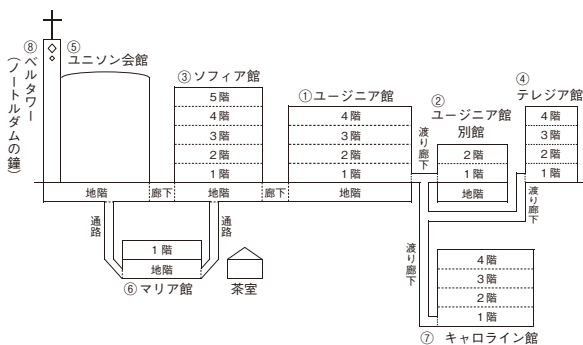 ⑧ベルタワー
(ノートルダムの鐘)
⑤
ユニソン会館
地階
廊下
③ソフィア館
5階
4階
3階
2階
1階
地階
廊下
①ユージニア館
4階
3階
2階
1階
地階
渡り廊下
②
ユージニア館
別館
2階
1階
地階
④
テレジア館
4階
3階
2階
1階
渡り廊下
通路
通路
1階
地階
⑥マリア館
茶室
渡り廊下
4階
3階
2階
1階
⑦ キャロライン館